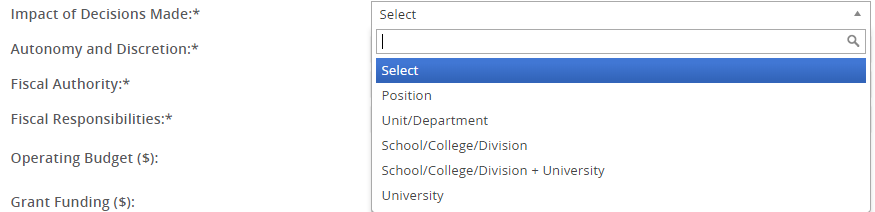 Impact of Decisions Made:* Select
Autonomy and Discretion:*
Select
Fiscal Authority:*
Position
Fiscal Responsibilities:*
Unit/Department
School/College/Division
Operating Budget ($):
School/College/Division + University
University
Grant Funding ($):